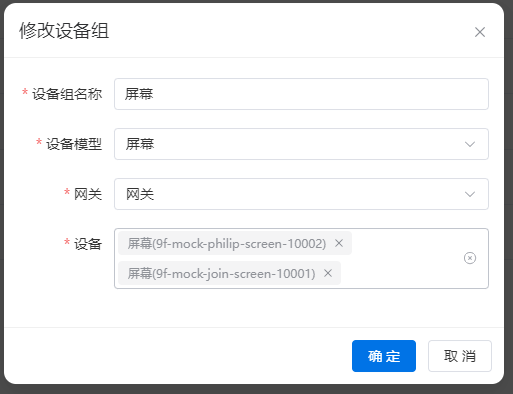 修改设备组
* 设备组名称 屏幕
* 设备模型 屏幕
* 网关 网关
* 设备 屏幕(9f-mock-philip-screen-10002)
屏幕(9f-mock-join-screen-10001)
确定 取消